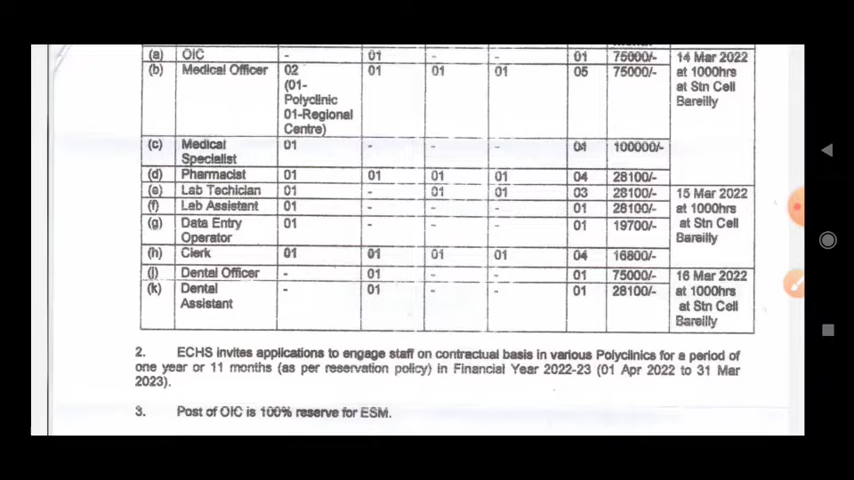 (a) OIC - 01 - - 01 75000/- 14 Mar 2022 at 1000hrs at Stn Cell Bareilly
(b) Medical Officer 02 (01- Polyclinic 01-Regional Centre) 01 01 01 05 75000/-
(c) Medical Specialist 01 - - - 01 100000/-
(d) Pharmacist 01 01 01 01 04 28100/-
(e) Lab Techician 01 - 01 01 03 28100/- 15 Mar 2022 at 1000hrs at Stn Cell Bareilly
(f) Lab Assistant 01 - - - 01 28100/-
(g) Data Entry Operator 01 - - - 01 19700/-
(h) Clerk 01 01 01 01 04 16800/-
(j) Dental Officer - 01 - - 01 75000/- 16 Mar 2022 at 1000hrs at Stn Cell Bareilly
(k) Dental Assistant - 01 - - 01 28100/-
2. ECHS invites applications to engage staff on contractual basis in various Polyclinics for a period of
one year or 11 months (as per reservation policy) in Financial Year 2022-23 (01 Apr 2022 to 31 Mar
2023).
3. Post of OIC is 100% reserve for ESM.